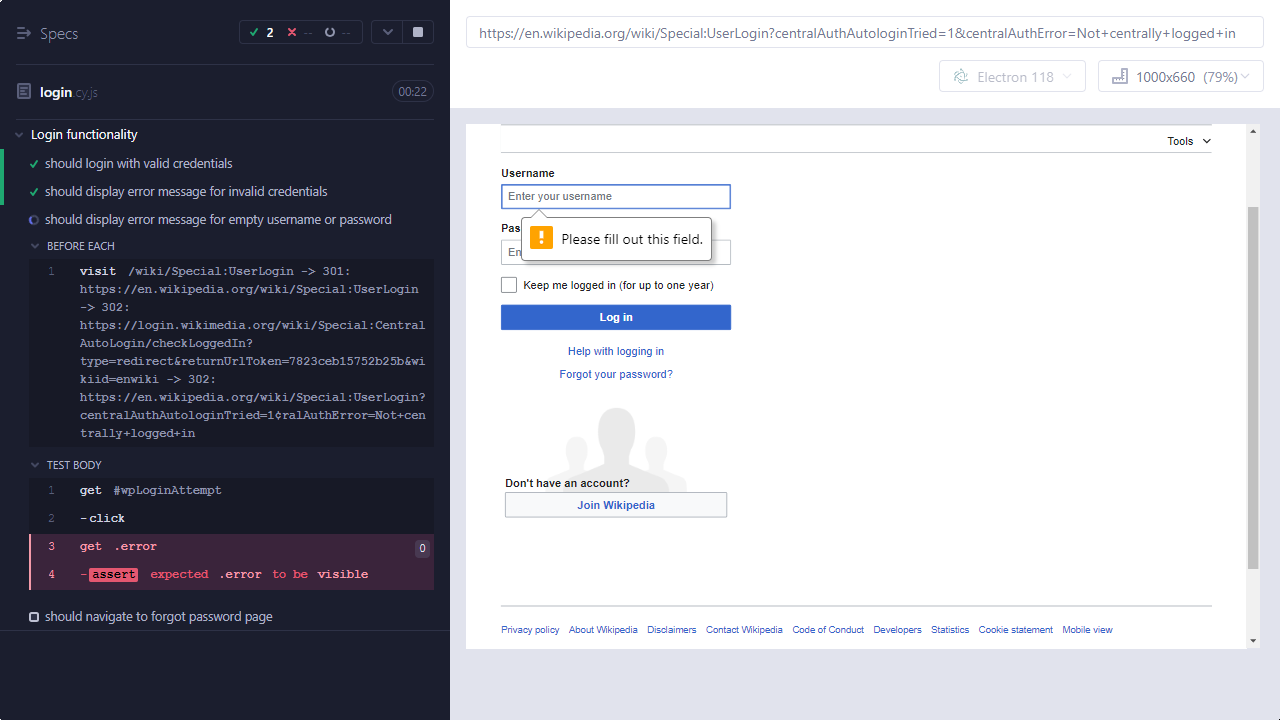 Specs
2 -- --
login.cy.js 00:22
Login functionality
should login with valid credentials
should display error message for invalid credentials
should display error message for empty username or password
BEFORE EACH
1 visit /wiki/Special:UserLogin -> 301:
https://en.wikipedia.org/wiki/Special:UserLogin
-> 302:
https://login.wikimedia.org/wiki/Special:Central
AutoLogin/checkLoggedIn?
type=redirect&returnUrlToken=7823ceb15752b25b&wi
kiid=enwiki -> 302:
https://en.wikipedia.org/wiki/Special:UserLogin?
centralAuthAutologinTried=1¢ralAuthError=Not+cen
trally+logged+in
TEST BODY
1 get #wpLoginAttempt
2 -click
3 get .error 0
4 -assert expected .error to be visible
should navigate to forgot password page
https://en.wikipedia.org/wiki/Special:UserLogin?centralAuthAutologinTried=1&centralAuthError=Not+centrally+logged+in
Electron 118
1000x660 (79%)
Tools
Username
Enter your username
Pas
Please fill out this field.
En
Keep me logged in (for up to one year)
Log in
Help with logging in
Forgot your password?
Don't have an account?
Join Wikipedia
Privacy policy About Wikipedia Disclaimers Contact Wikipedia Code of Conduct Developers Statistics Cookie statement Mobile view